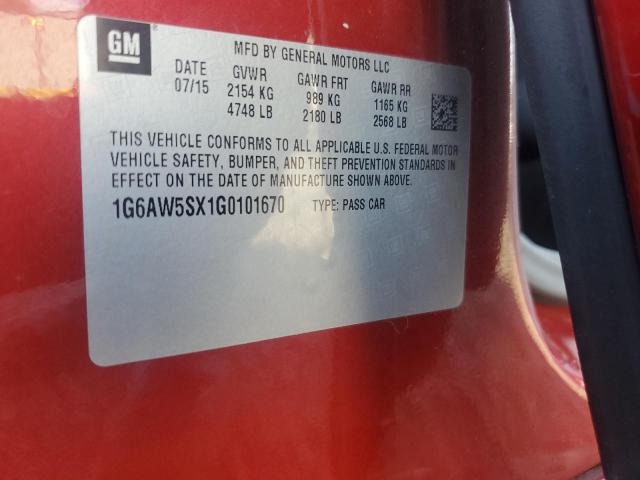 GM
MFD BY GENERAL MOTORS LLC
DATE GVWR GAWR FRT GAWR RR
07/15 2154 KG 989 KG 1165 KG
4748 LB 2180 LB 2568 LB
THIS VEHICLE CONFORMS TO ALL APPLICABLE U.S. FEDERAL MOTOR
VEHICLE SAFETY, BUMPER, AND THEFT PREVENTION STANDARDS IN
EFFECT ON THE DATE OF MANUFACTURE SHOWN ABOVE.
1G6AW5SX1G0101670 TYPE: PASS CAR